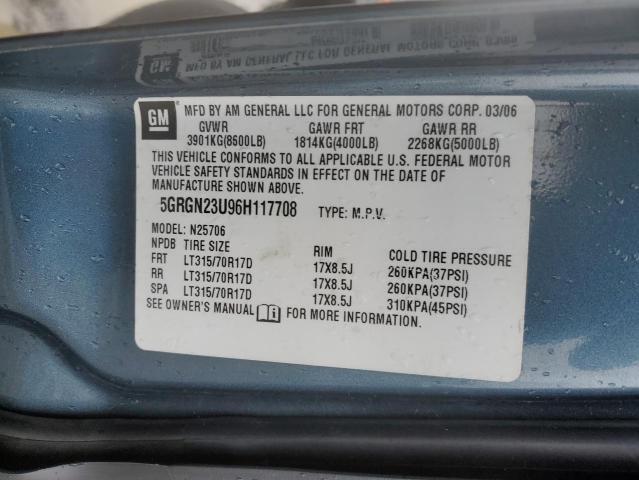 GM MFD BY AM GENERAL LLC FOR GENERAL MOTORS CORP. 03/06
GVWR GAWR FRT GAWR RR
3901KG(8600LB) 1814KG(4000LB) 2268KG(5000LB)
THIS VEHICLE CONFORMS TO ALL APPLICABLE U.S. FEDERAL MOTOR
VEHICLE SAFETY STANDARDS IN EFFECT ON THE DATE OF
MANUFACTURE SHOWN ABOVE.
5GRGN23U96H117708 TYPE: M.P.V.
MODEL: N25706
NPDB TIRE SIZE RIM COLD TIRE PRESSURE
FRT LT315/70R17D 17X8.5J 260KPA(37PSI)
RR LT315/70R17D 17X8.5J 260KPA(37PSI)
SPA LT315/70R17D 17X8.5J 310KPA(45PSI)
SEE OWNER'S MANUAL FOR MORE INFORMATION.